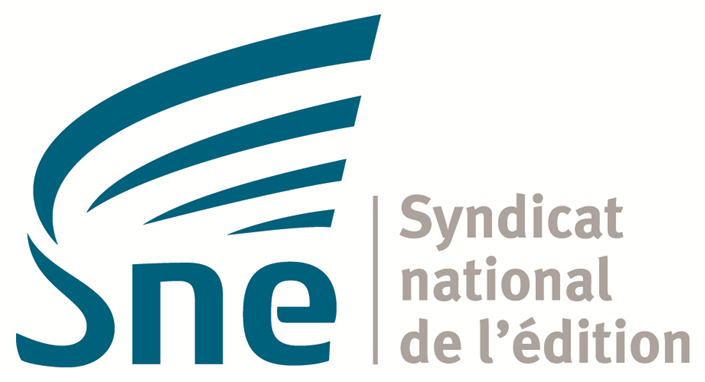 Sne
Syndicat
national
de l'édition